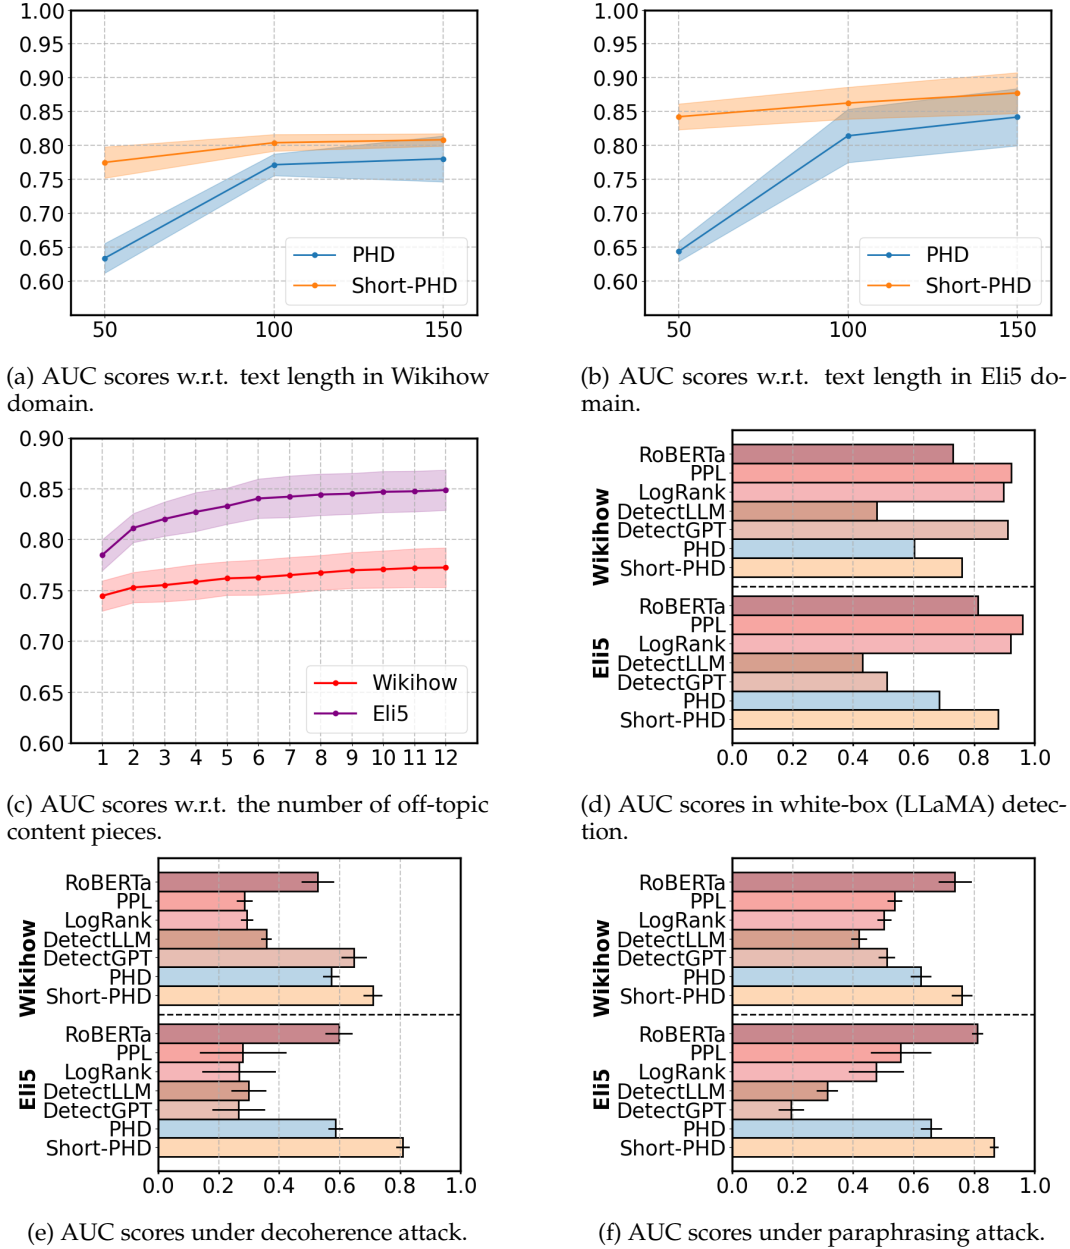 1.00
0.95
0.90
0.85
0.80
0.75
0.70
0.65
0.60
PHD
Short-PHD
50 100 150
(a) AUC scores w.r.t. text length in Wikihow
domain.
1.00
0.95
0.90
0.85
0.80
0.75
0.70
0.65
0.60
PHD
Short-PHD
50 100 150
(b) AUC scores w.r.t. text length in Eli5 do-
main.
0.90
0.85
0.80
0.75
0.70
0.65
0.60
Wikihow
Eli5
1 2 3 4 5 6 7 8 9 10 11 12
(c) AUC scores w.r.t. the number of off-topic
content pieces.
Wikihow
RoBERTa
PPL
LogRank
DetectLLM
DetectGPT
PHD
Short-PHD
Eli5
RoBERTa
PPL
LogRank
DetectLLM
DetectGPT
PHD
Short-PHD
0.0 0.2 0.4 0.6 0.8 1.0
(d) AUC scores in white-box (LLaMA) detec-
tion.
Wikihow
RoBERTa
PPL
LogRank
DetectLLM
DetectGPT
PHD
Short-PHD
Eli5
RoBERTa
PPL
LogRank
DetectLLM
DetectGPT
PHD
Short-PHD
0.0 0.2 0.4 0.6 0.8 1.0
(e) AUC scores under decoherence attack.
Wikihow
RoBERTa
PPL
LogRank
DetectLLM
DetectGPT
PHD
Short-PHD
Eli5
RoBERTa
PPL
LogRank
DetectLLM
DetectGPT
PHD
Short-PHD
0.0 0.2 0.4 0.6 0.8 1.0
(f) AUC scores under paraphrasing attack.